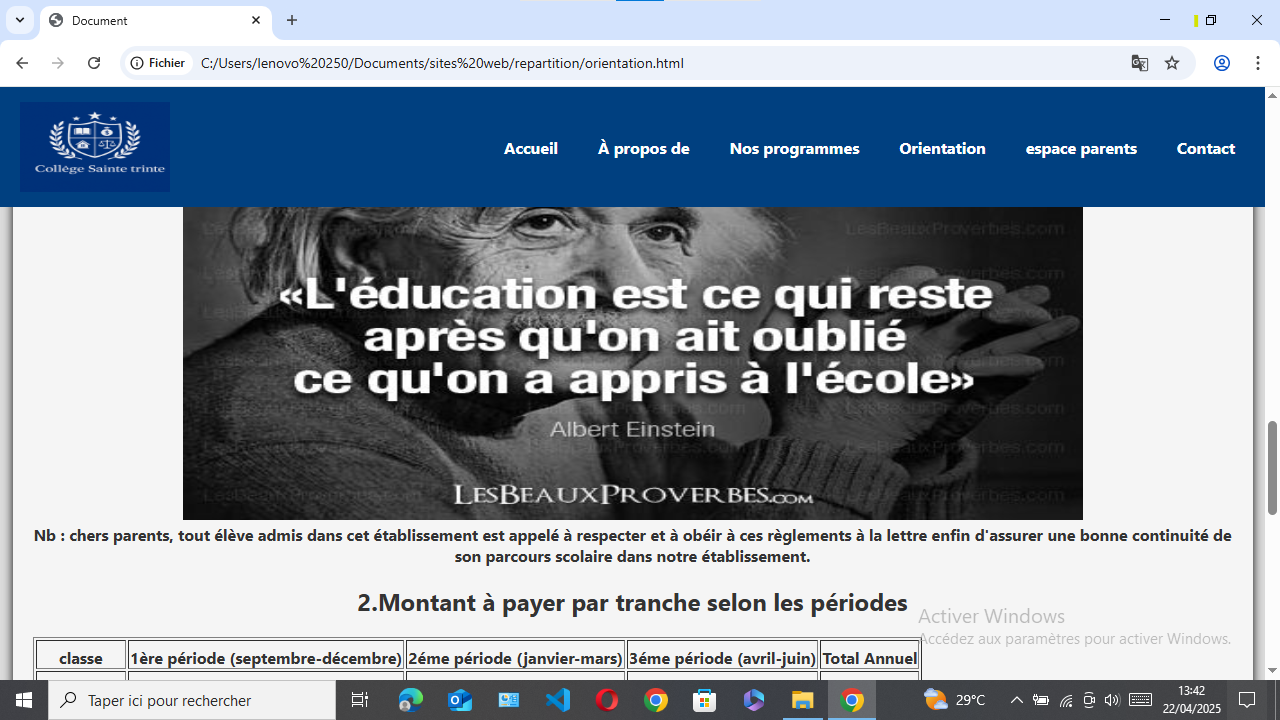 Document
Fichier
C:/Users/lenovo%20250/Documents/sites%20web/repartition/orientation.html
Collège Sainte trinte
Accueil
À propos de
Nos programmes
Orientation
espace parents
Contact
LesBeauxProverbes.com
LesBeauxProverbes.com
«L'éducation est ce qui reste
après qu'on ait oublié
ce qu'on a appris à l'école»
Albert Einstein
LESBEAUXPROVERBES.COM
Nb : chers parents, tout élève admis dans cet établissement est appelé à respecter et à obéir à ces règlements à la lettre enfin d'assurer une bonne continuité de
son parcours scolaire dans notre établissement.
2.Montant à payer par tranche selon les périodes
Activer Windows
Accédez aux paramètres pour activer Windows.
classe
1ère période (septembre-décembre)
2éme période (janvier-mars)
3éme période (avril-juin)
Total Annuel
Taper ici pour rechercher
29°C
13:42
22/04/2025